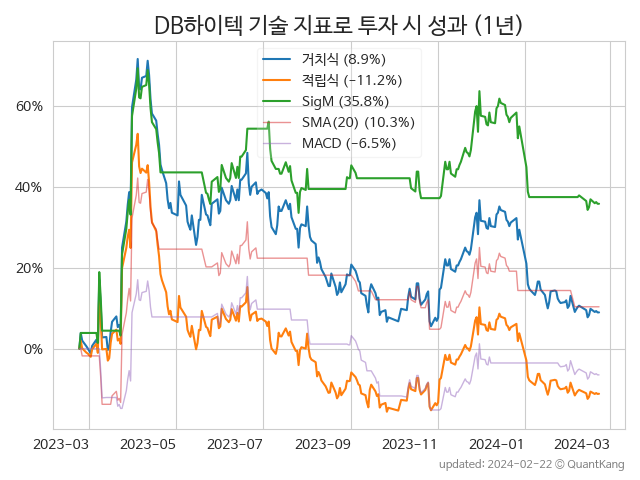 DB하이텍 기술 지표로 투자 시 성과 (1년)
거치식 (8.9%)
적립식 (−11.2%)
SigM (35.8%)
SMA(20) (10.3%)
MACD (−6.5%)
60%
40%
20%
0%
2023-03 2023-05 2023-07 2023-09 2023-11 2024-01 2024-03
updated: 2024-02-22 ⓒ QuantKang